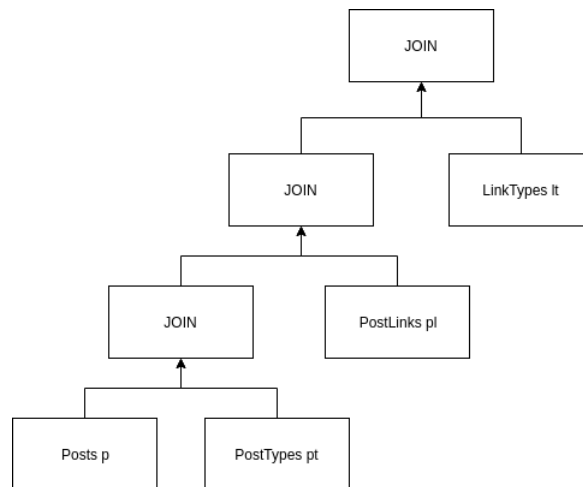 JOIN
JOIN
LinkTypes lt
JOIN
PostLinks pl
Posts p
PostTypes pt